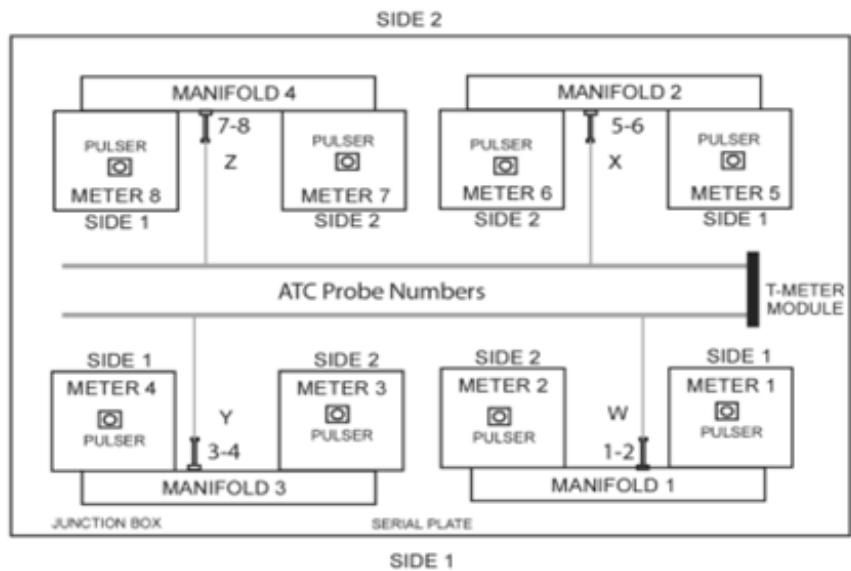 SIDE 2
MANIFOLD 4
MANIFOLD 2
7-8
5-6
PULSER
PULSER
PULSER
PULSER
Z
X
METER 8
METER 7
METER 6
METER 5
SIDE 1
SIDE 2
SIDE 2
SIDE 1
ATC Probe Numbers
T-METER
MODULE
SIDE 1
SIDE 2
SIDE 2
SIDE 1
METER 4
METER 3
METER 2
METER 1
Y
W
PULSER
PULSER
PULSER
PULSER
3-4
1-2
MANIFOLD 3
MANIFOLD 1
JUNCTION BOX
SERIAL PLATE
SIDE 1